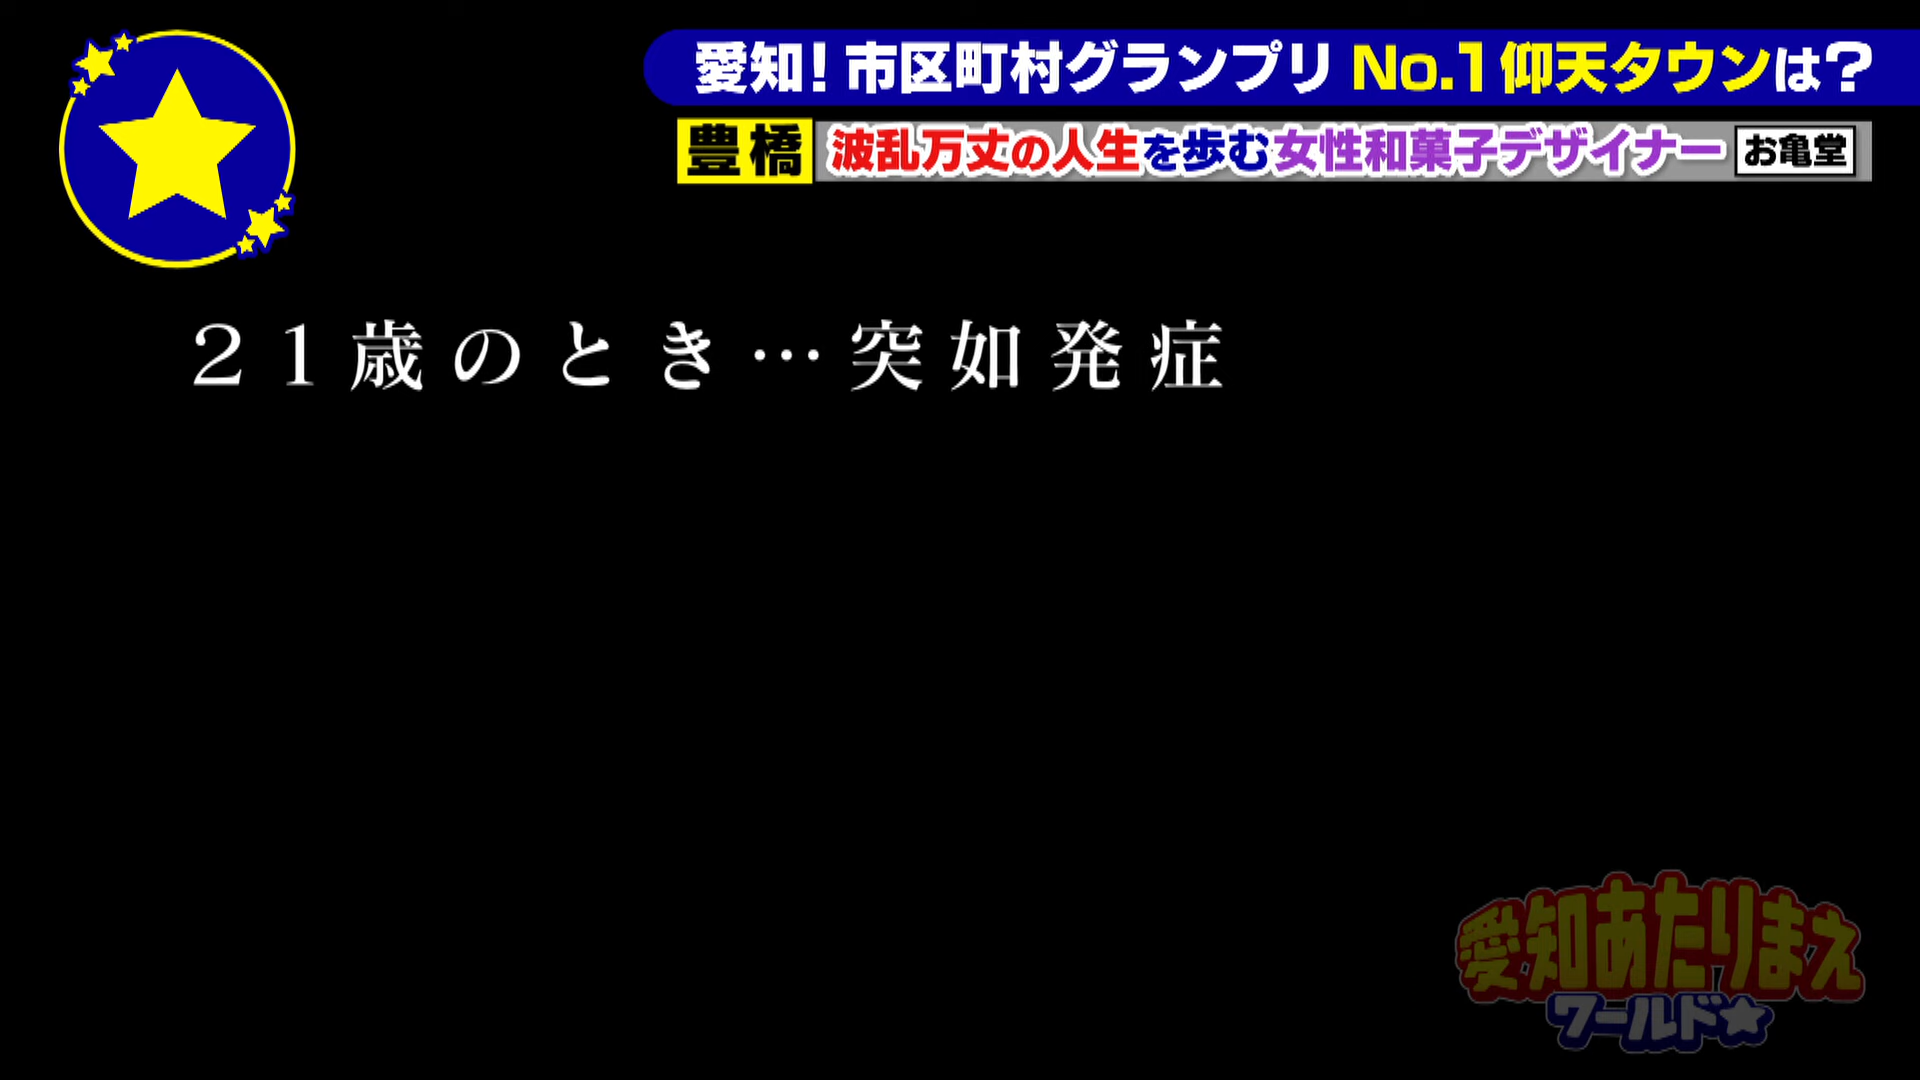 愛知!市区町村グランプリ No.1仰天タウンは?
豊橋 波乱万丈の人生を歩む女性和菓子デザイナー お亀堂
21歳のとき…突如発症
愛知あたりまえ
ワールド☆